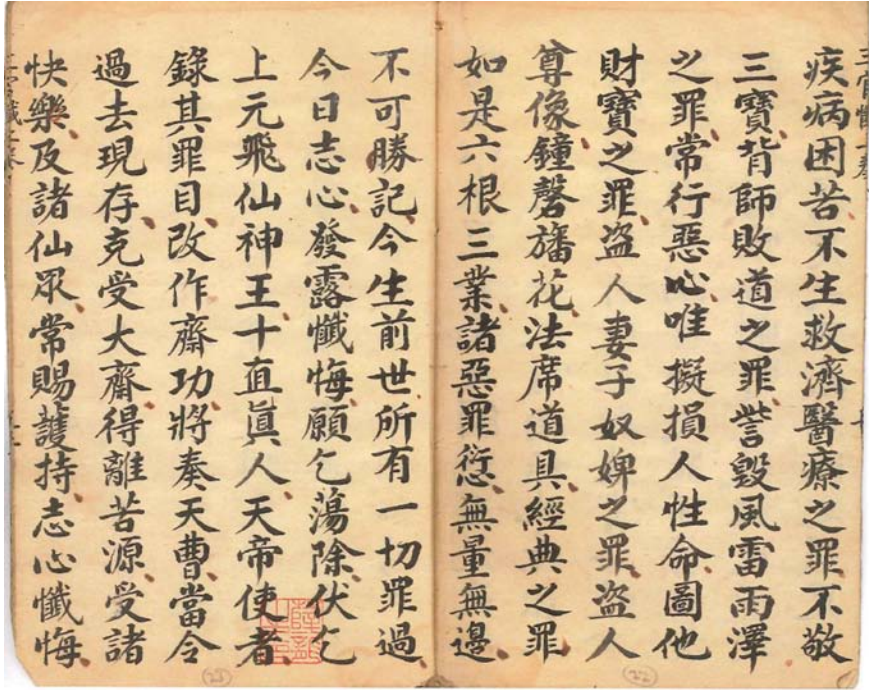 疾病困苦不生救濟醫療之罪不敬
三寶背師敗道之罪訾毀風雷雨澤
之罪常行惡心唯擬損人性命圖他
財寶之罪盜人妻子奴婢之罪盜人
尊像鐘磬旛花法席道具經典之罪
如是六根三業諸惡罪愆無量無邊
不可勝記今生前世所有一切罪過
今日志心發露懺悔願乞蕩除伏乞
上元飛仙神王十直真人天帝使者
錄其罪目改作齋功將奏天曹當令
過去現存克受大齋得離苦源受諸
快樂及諸仙眾常賜護持志心懺悔
22
23